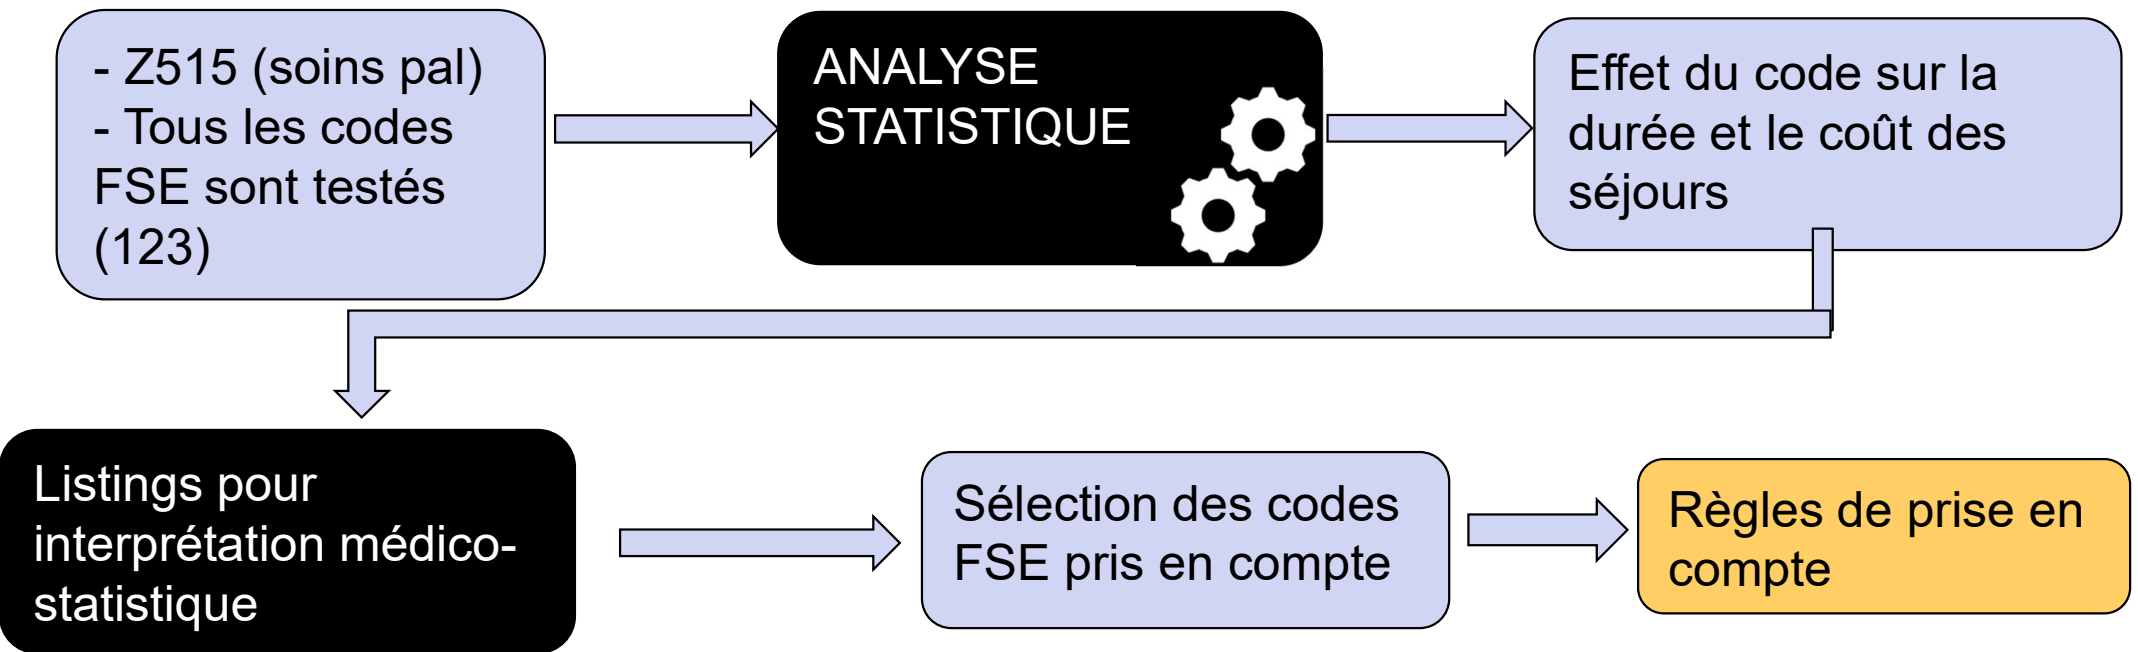 - Z515 (soins pal)
- Tous les codes
FSE sont testés
(123)
ANALYSE
STATISTIQUE
Effet du code sur la
durée et le coût des
séjours
Listings pour
interprétation médico-
statistique
Sélection des codes
FSE pris en compte
Règles de prise en
compte